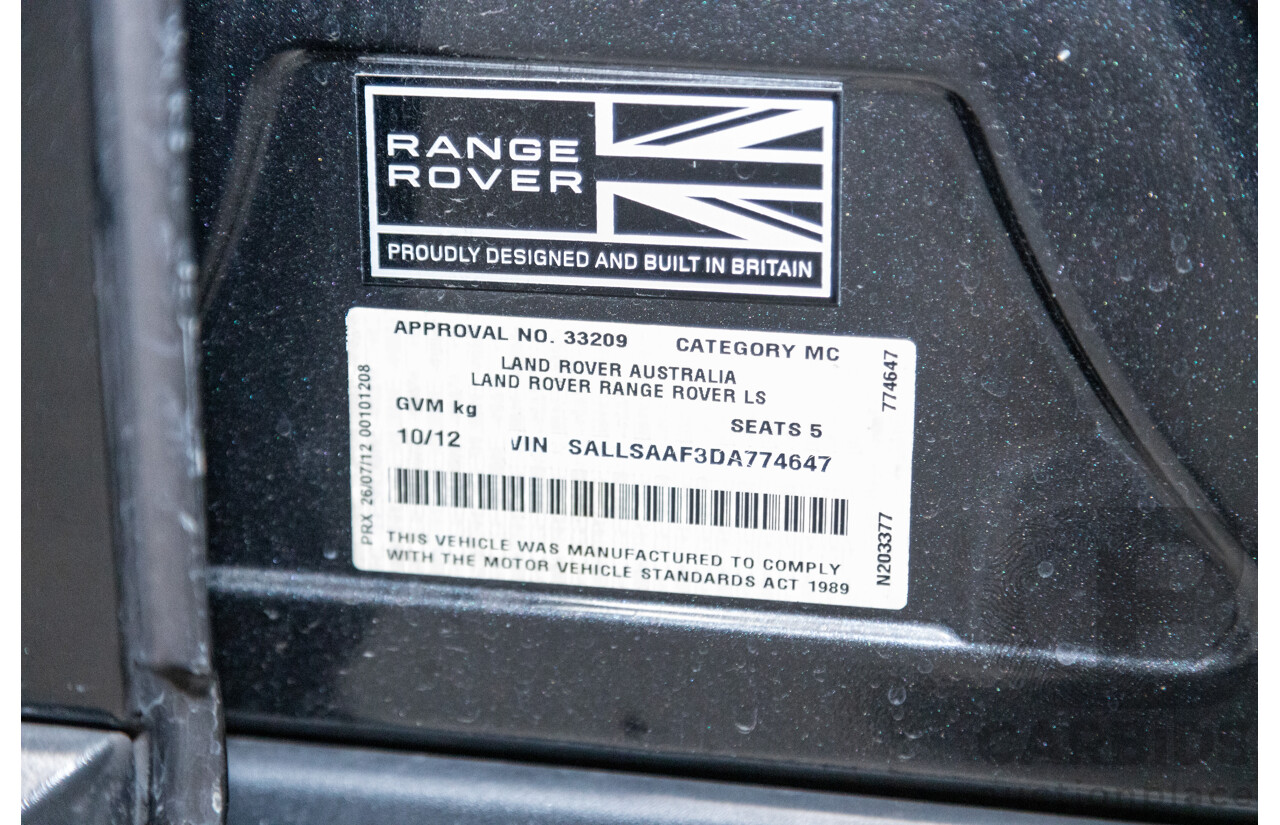 RANGE
ROVER
PROUDLY DESIGNED AND BUILT IN BRITAIN
APPROVAL NO. 33209 CATEGORY MC
LAND ROVER AUSTRALIA
LAND ROVER RANGE ROVER LS
GVM kg
SEATS 5
10/12 VIN SALLSAAF3DA774647
THIS VEHICLE WAS MANUFACTURED TO COMPLY
WITH THE MOTOR VEHICLE STANDARDS ACT 1989
PRX 26/07/12 00101208
774647
N203377
CARBIDS